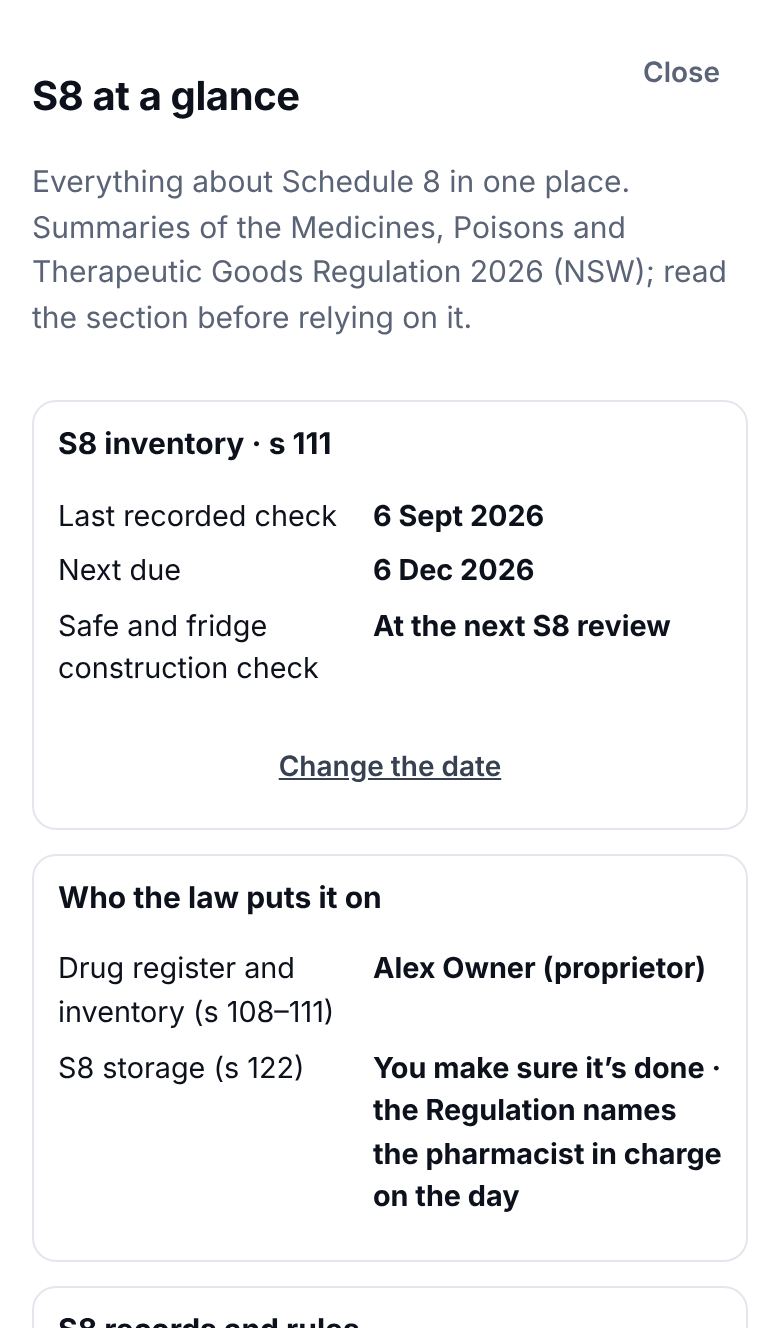 Close
S8 at a glance
Everything about Schedule 8 in one place.
Summaries of the Medicines, Poisons and
Therapeutic Goods Regulation 2026 (NSW); read
the section before relying on it.
S8 inventory · s 111
Last recorded check 6 Sept 2026
Next due 6 Dec 2026
Safe and fridge At the next S8 review
construction check
Change the date
Who the law puts it on
Drug register and Alex Owner (proprietor)
inventory (s 108–111)
S8 storage (s 122) You make sure it’s done ·
the Regulation names
the pharmacist in charge
on the day
S8 records and rules